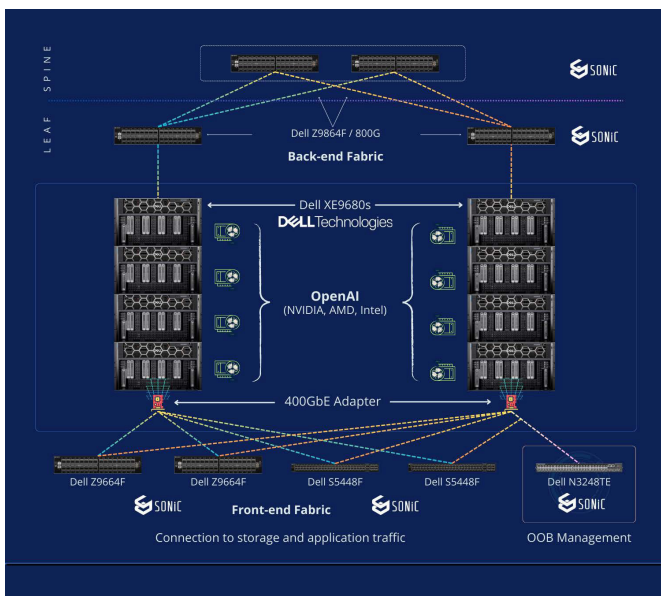 SPINE
SONiC
LEAF
Dell Z9864F / 800G
SONiC
Back-end Fabric
Dell XE9680s
DELLTechnologies
OpenAI
(NVIDIA, AMD, Intel)
400GbE Adapter
Dell Z9664F
Dell Z9664F
Dell S5448F
Dell S5448F
Dell N3248TE
SONiC
Front-end Fabric
SONiC
SONiC
Connection to storage and application traffic
OOB Management